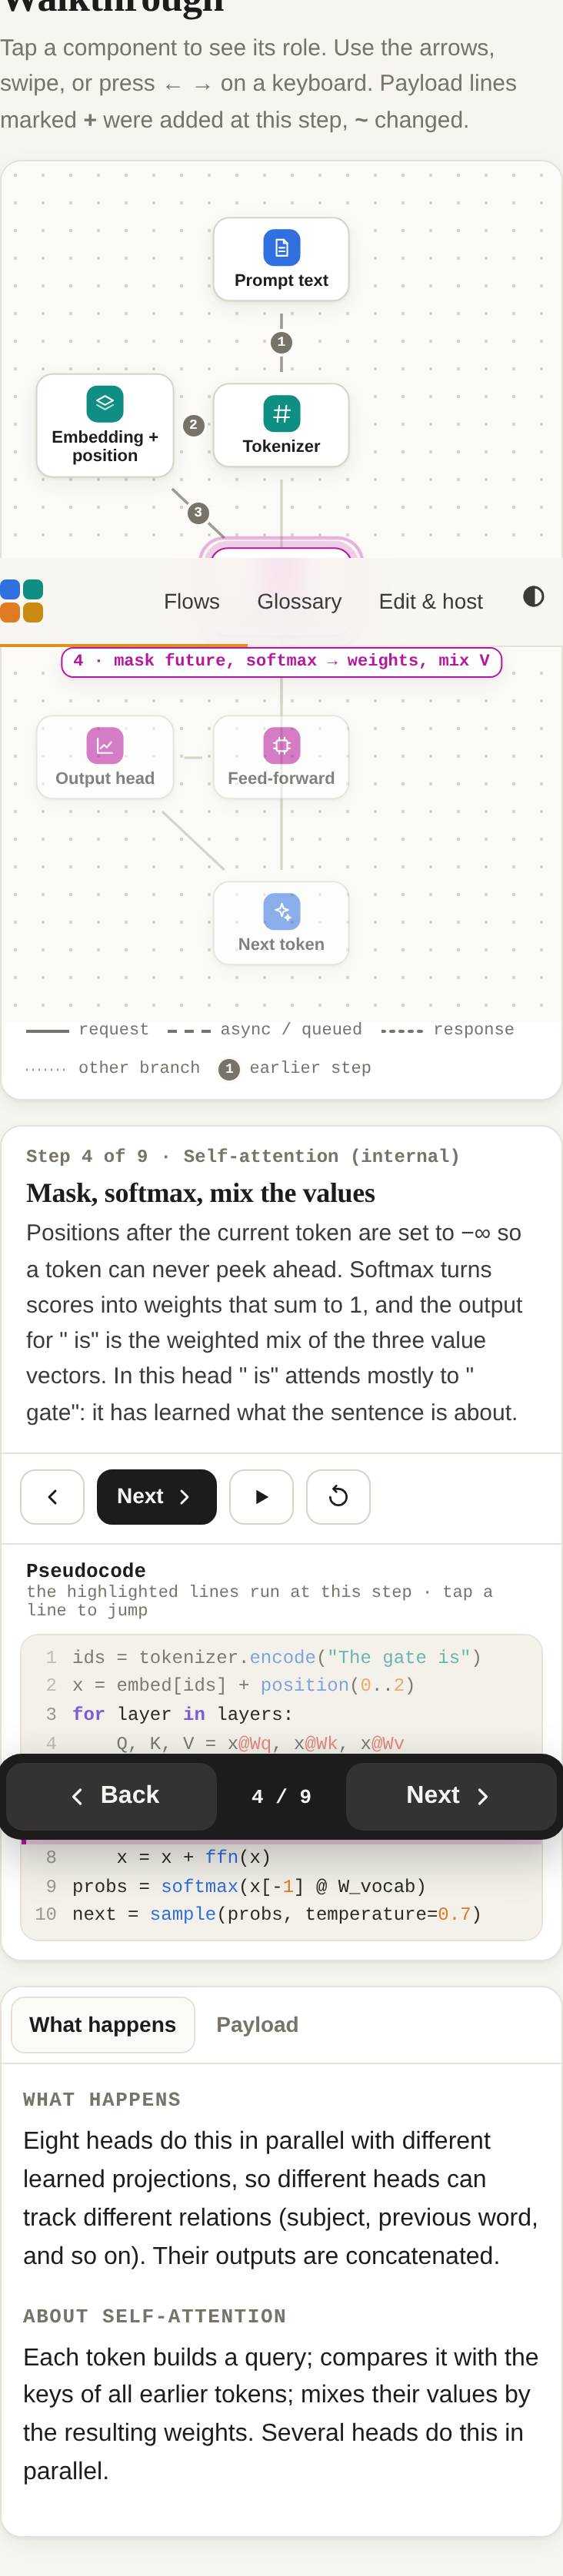 Walkthrough
Tap a component to see its role. Use the arrows,
swipe, or press ← → on a keyboard. Payload lines
marked + were added at this step, ~ changed.
Prompt text
1
Embedding +
position
2
Tokenizer
3
Flows
Glossary
Edit & host
4 · mask future, softmax → weights, mix V
Output head
Feed-forward
Next token
request
async / queued
response
other branch
1 earlier step
Step 4 of 9 · Self-attention (internal)
Mask, softmax, mix the values
Positions after the current token are set to −∞ so
a token can never peek ahead. Softmax turns
scores into weights that sum to 1, and the output
for " is" is the weighted mix of the three value
vectors. In this head " is" attends mostly to "
gate": it has learned what the sentence is about.
Next
Pseudocode
the highlighted lines run at this step · tap a
line to jump
1 ids = tokenizer.encode("The gate is")
2 x = embed[ids] + position(0..2)
3 for layer in layers:
4 Q, K, V = x@Wq, x@Wk, x@Wv
Back
4 / 9
Next
8 x = x + ffn(x)
9 probs = softmax(x[-1] @ W_vocab)
10 next = sample(probs, temperature=0.7)
What happens
Payload
WHAT HAPPENS
Eight heads do this in parallel with different
learned projections, so different heads can
track different relations (subject, previous word,
and so on). Their outputs are concatenated.
ABOUT SELF-ATTENTION
Each token builds a query; compares it with the
keys of all earlier tokens; mixes their values by
the resulting weights. Several heads do this in
parallel.